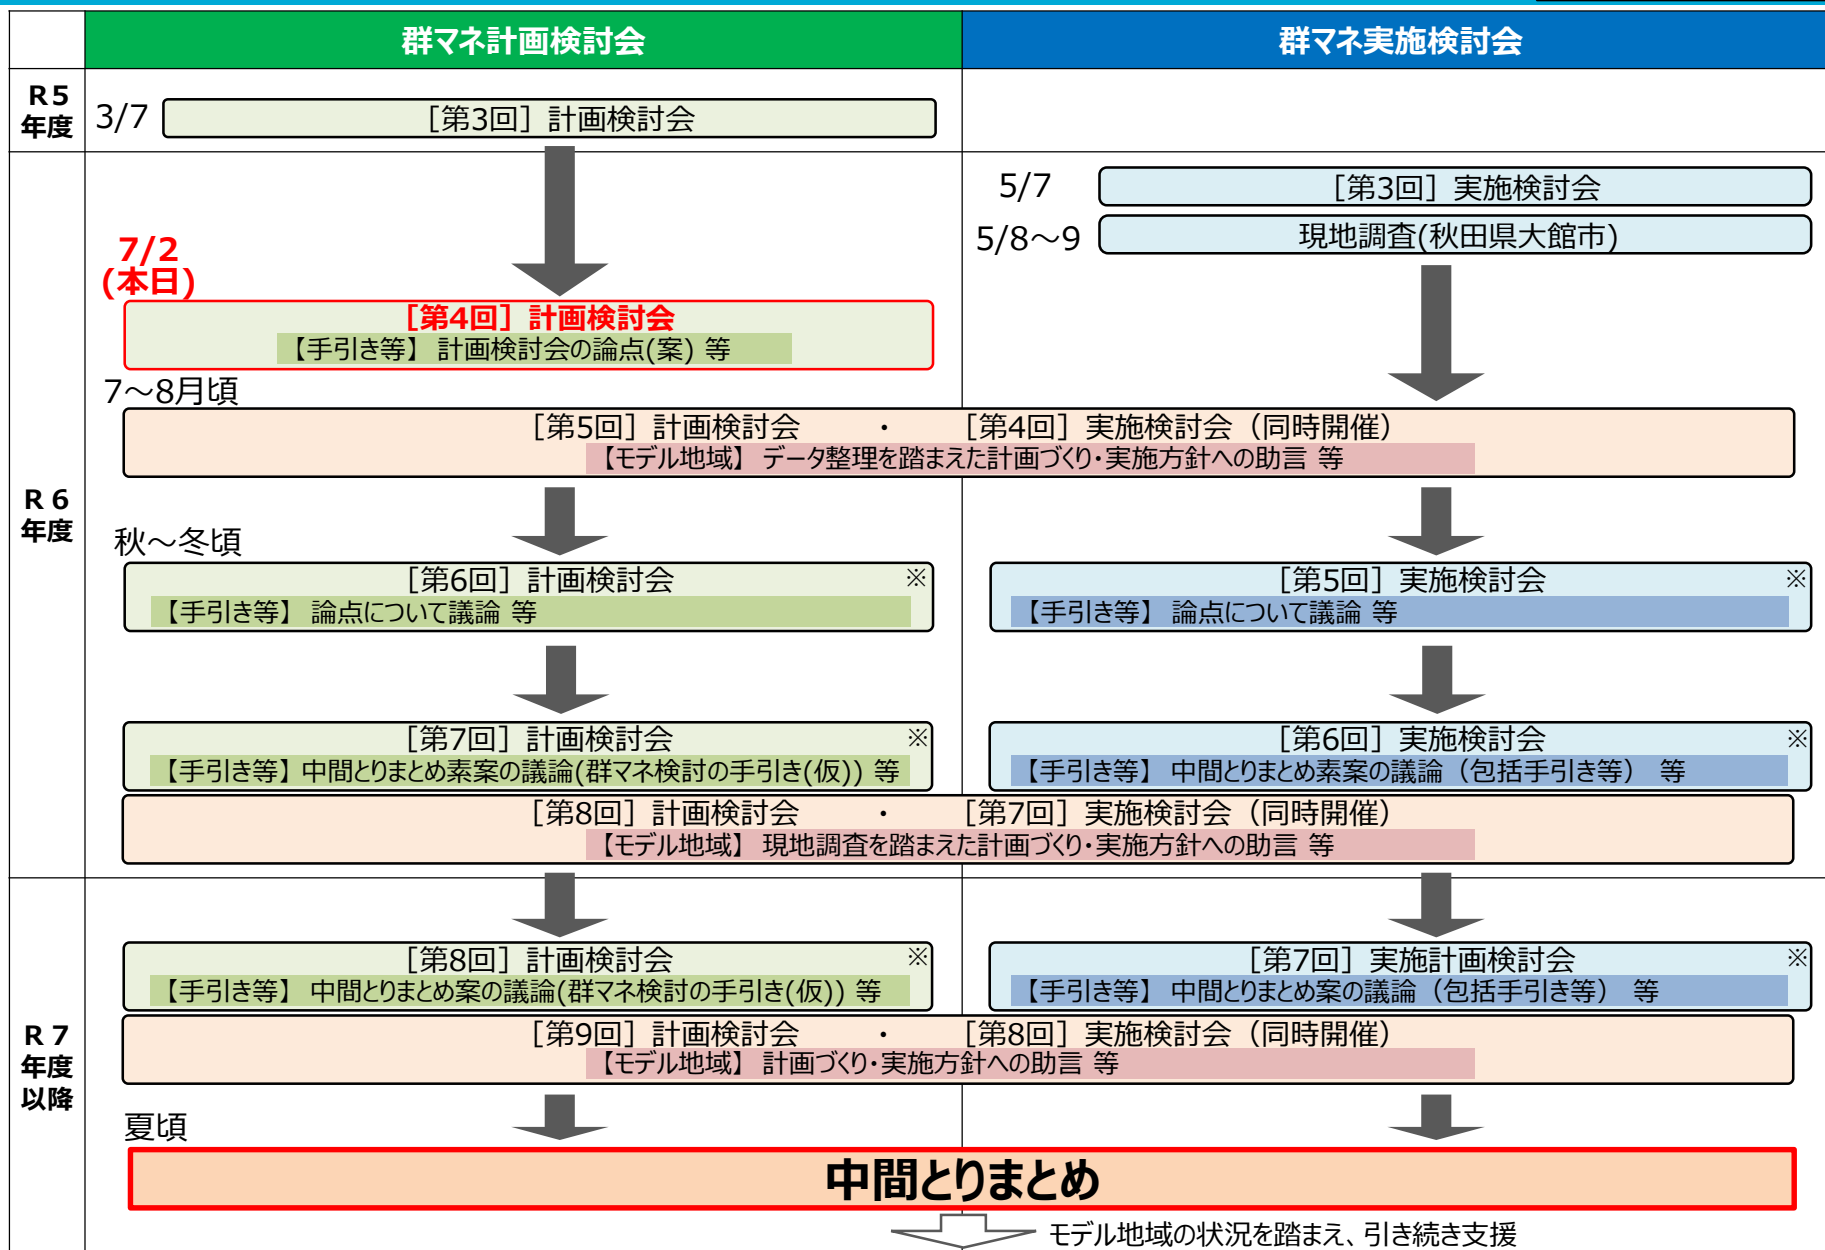 群マネ計画検討会
群マネ実施検討会
R5
年度
3/7
［第3回］計画検討会
R6
年度
5/7
［第3回］実施検討会
5/8～9
現地調査(秋田県大館市)
7/2
(本日)
［第4回］計画検討会
【手引き等】計画検討会の論点(案) 等
7～8月頃
［第5回］計画検討会 ・ ［第4回］実施検討会（同時開催）
【モデル地域】データ整理を踏まえた計画づくり・実施方針への助言 等
秋～冬頃
［第6回］計画検討会 ※
【手引き等】論点について議論 等
［第5回］実施検討会 ※
【手引き等】論点について議論 等
［第7回］計画検討会 ※
【手引き等】中間とりまとめ素案の議論(群マネ検討の手引き(仮)) 等
［第6回］実施検討会 ※
【手引き等】中間とりまとめ素案の議論（包括手引き等） 等
［第8回］計画検討会 ・ ［第7回］実施検討会（同時開催）
【モデル地域】現地調査を踏まえた計画づくり・実施方針への助言 等
R7
年度
以降
［第8回］計画検討会 ※
【手引き等】中間とりまとめ案の議論(群マネ検討の手引き(仮)) 等
［第7回］実施計画検討会 ※
【手引き等】中間とりまとめ案の議論（包括手引き等） 等
［第9回］計画検討会 ・ ［第8回］実施検討会（同時開催）
【モデル地域】計画づくり・実施方針への助言 等
夏頃
中間とりまとめ
モデル地域の状況を踏まえ、引き続き支援